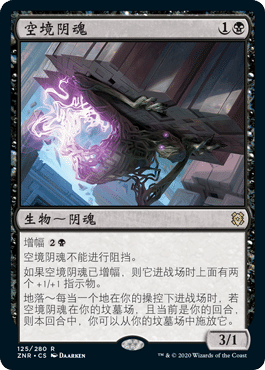 空境阴魂 1
生物～阴魂
增幅 2
空境阴魂不能进行阻挡。
如果空境阴魂已增幅，则它进战场时上面有两
个 +1/+1 指示物。
地落～每当一个地在你的操控下进战场时，若
空境阴魂在你的坟墓场，且当前是你的回合，
则本回合中，你可以从你的坟墓场中施放它。
3/1
125/280 R
ZNR • CS DAARKEN
™ & © 2020 Wizards of the Coast